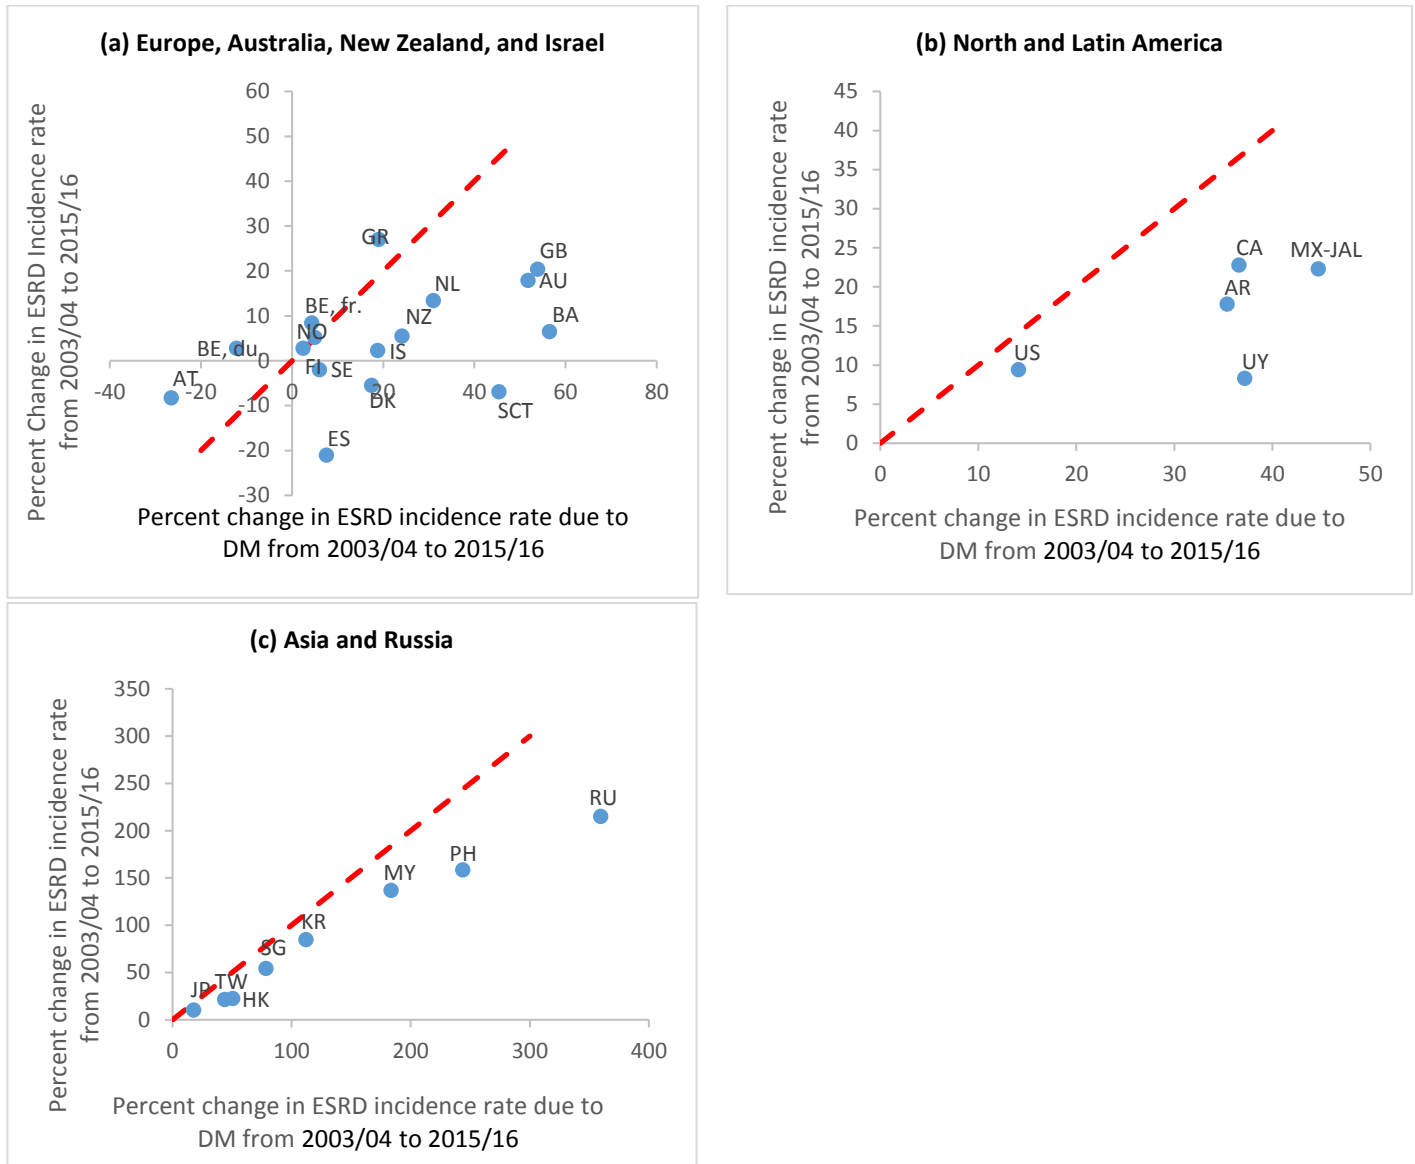 (a) Europe, Australia, New Zealand, and Israel
Percent Change in ESRD Incidence rate
from 2003/04 to 2015/16
60
50
40
30
20
10
0
-10
-20
-30
-40
-20
0
20
40
60
80
GR
GB
AU
NL
BE, fr.
NZ
BA
NO
BE, du
IS
FI
SE
AT
DK
SCT
ES
Percent change in ESRD incidence rate due to
DM from 2003/04 to 2015/16
(b) North and Latin America
Percent change in ESRD incidence rate
from 2003/04 to 2015/16
45
40
35
30
25
20
15
10
5
0
0
10
20
30
40
50
CA
MX-JAL
AR
US
UY
Percent change in ESRD incidence rate due to
DM from 2003/04 to 2015/16
(c) Asia and Russia
Percent change in ESRD incidence rate
from 2003/04 to 2015/16
350
300
250
200
150
100
50
0
0
100
200
300
400
RU
PH
MY
KR
SG
JP
TW
HK
Percent change in ESRD incidence rate due to
DM from 2003/04 to 2015/16